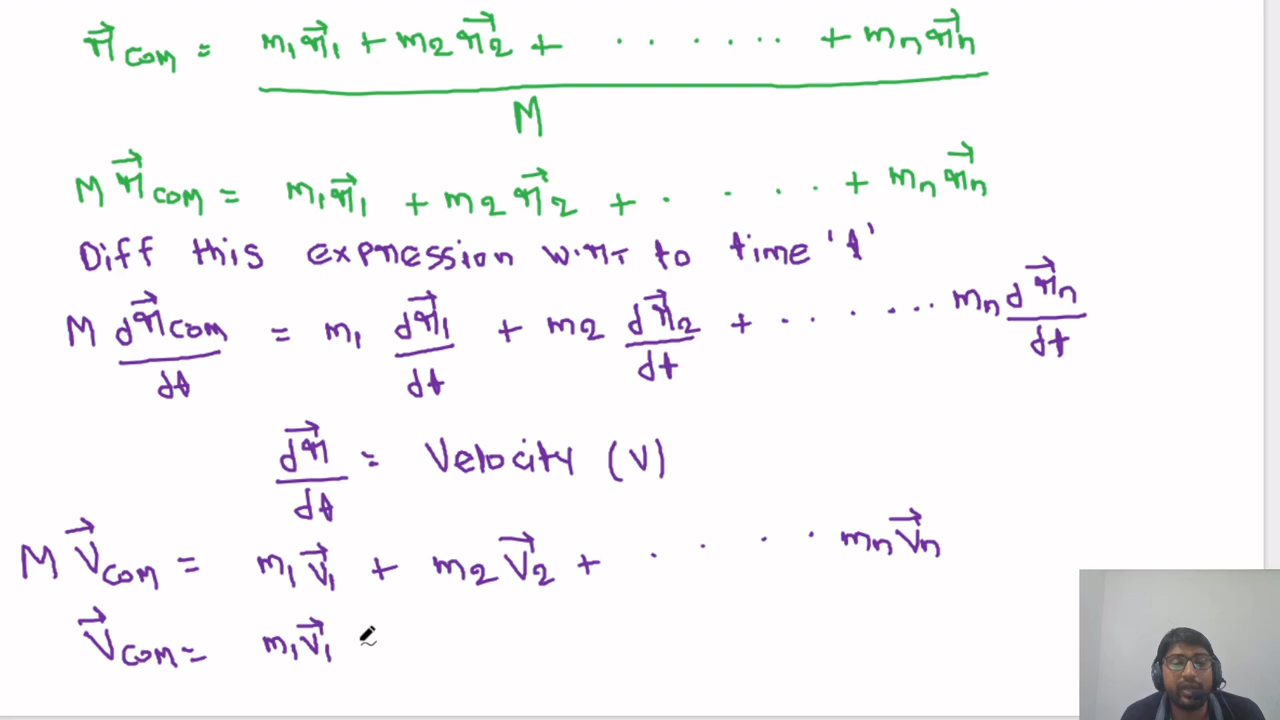 r⃗com = m₁r⃗₁ + m₂r⃗₂ + . . . . . . . + mₙr⃗ₙ / M
M r⃗com = m₁r⃗₁ + m₂r⃗₂ + . . . . + mₙr⃗ₙ
Diff this expression w.r.T to time 't'
M dr⃗com/dt = m₁ dr⃗₁/dt + m₂ dr⃗₂/dt + . . . . . . . . mₙ dr⃗ₙ/dt
dr⃗/dt = Velocity (V)
M V⃗com = m₁V⃗₁ + m₂V⃗₂ + . . . . mₙV⃗ₙ
V⃗com = m₁V⃗₁